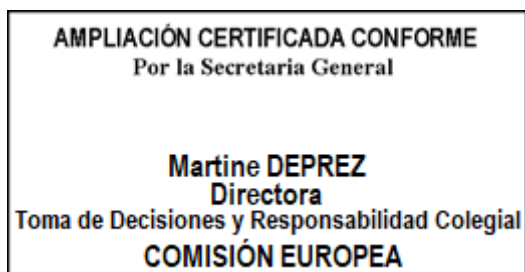 AMPLIACIÓN CERTIFICADA CONFORME
Por la Secretaria General
Martine DEPREZ
Directora
Toma de Decisiones y Responsabilidad Colegial
COMISIÓN EUROPEA